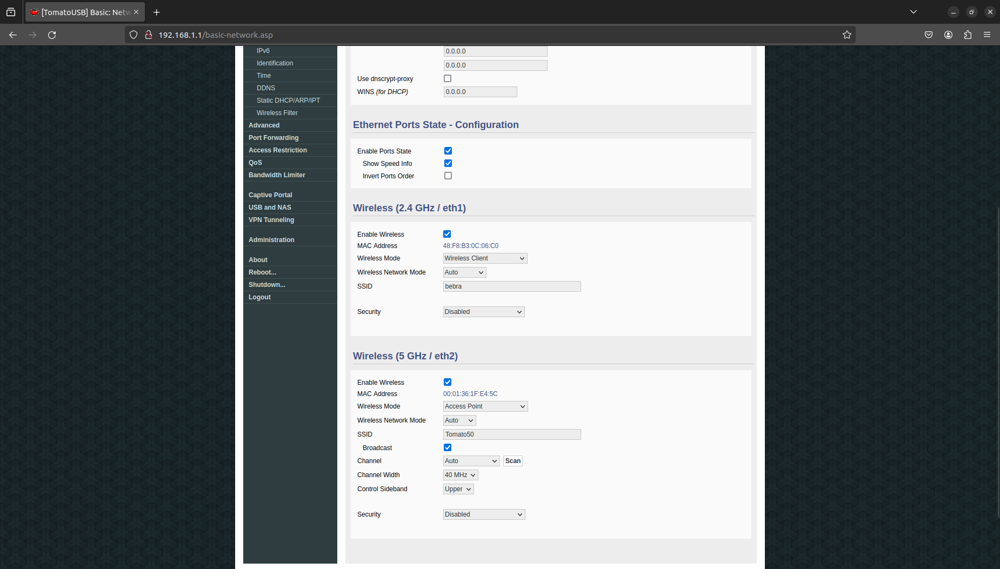 [TomatoUSB] Basic: Netw
192.168.1.1/basic-network.asp
IPv6
Identification
Time
DDNS
Static DHCP/ARP/IPT
Wireless Filter
Advanced
Port Forwarding
Access Restriction
QoS
Bandwidth Limiter
Captive Portal
USB and NAS
VPN Tunneling
Administration
About
Reboot...
Shutdown...
Logout
0.0.0.0
0.0.0.0
Use dnscrypt-proxy
WINS (for DHCP) 0.0.0.0
Ethernet Ports State - Configuration
Enable Ports State
Show Speed Info
Invert Ports Order
Wireless (2.4 GHz / eth1)
Enable Wireless
MAC Address 48:F8:B3:0C:06:C0
Wireless Mode Wireless Client
Wireless Network Mode Auto
SSID bebra
Security Disabled
Wireless (5 GHz / eth2)
Enable Wireless
MAC Address 00:01:36:1F:E4:5C
Wireless Mode Access Point
Wireless Network Mode Auto
SSID Tomato50
Broadcast
Channel Auto Scan
Channel Width 40 MHz
Control Sideband Upper
Security Disabled